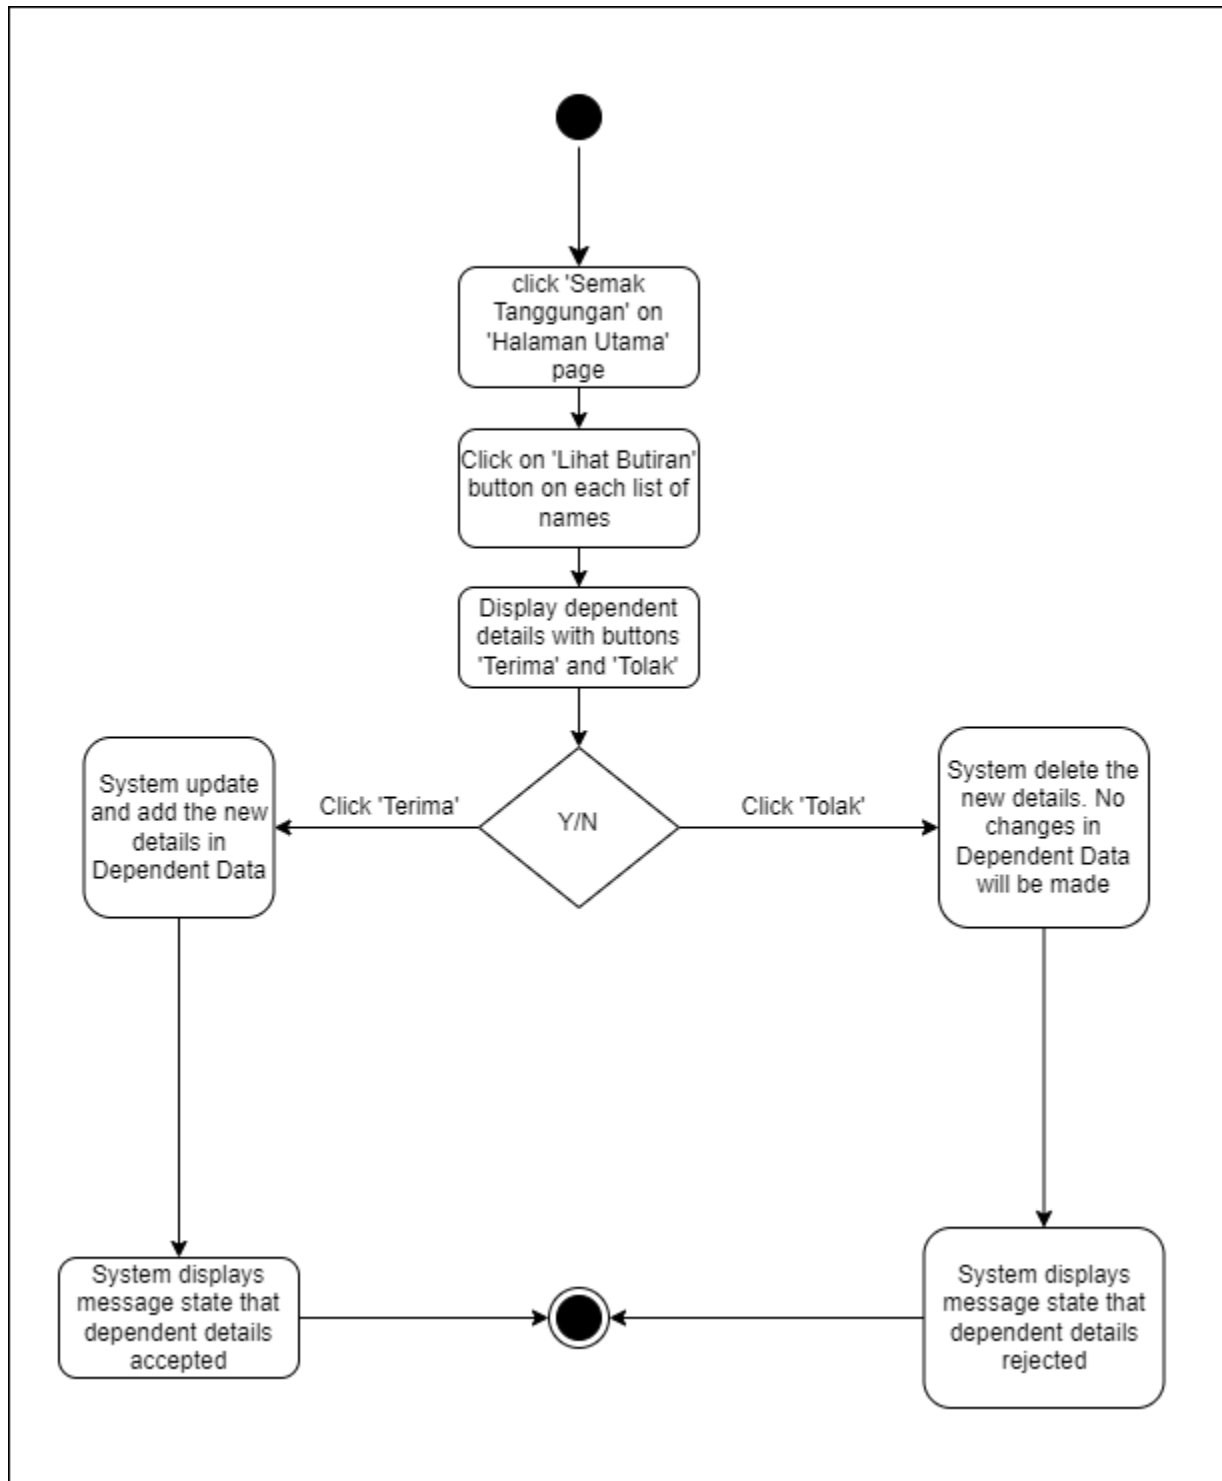 click 'Semak
Tanggungan' on
'Halaman Utama'
page
Click on 'Lihat Butiran'
button on each list of
names
Display dependent
details with buttons
'Terima' and 'Tolak'
Y/N
Click 'Terima'
Click 'Tolak'
System update
and add the new
details in
Dependent Data
System delete the
new details. No
changes in
Dependent Data
will be made
System displays
message state that
dependent details
accepted
System displays
message state that
dependent details
rejected